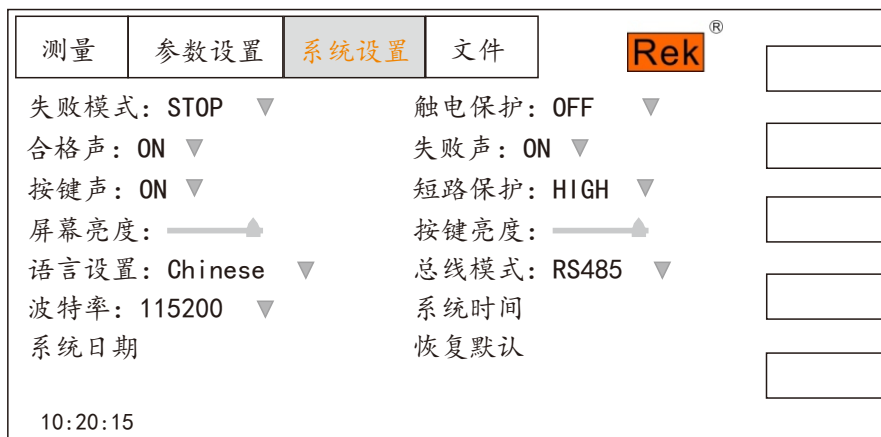 测量 参数设置 系统设置 文件 Rek®
失败模式: STOP 触电保护: OFF
合格声: ON 失败声: ON
按键声: ON 短路保护: HIGH
屏幕亮度: 按键亮度:
语言设置: Chinese 总线模式: RS485
波特率: 115200 系统时间
系统日期 恢复默认
10:20:15